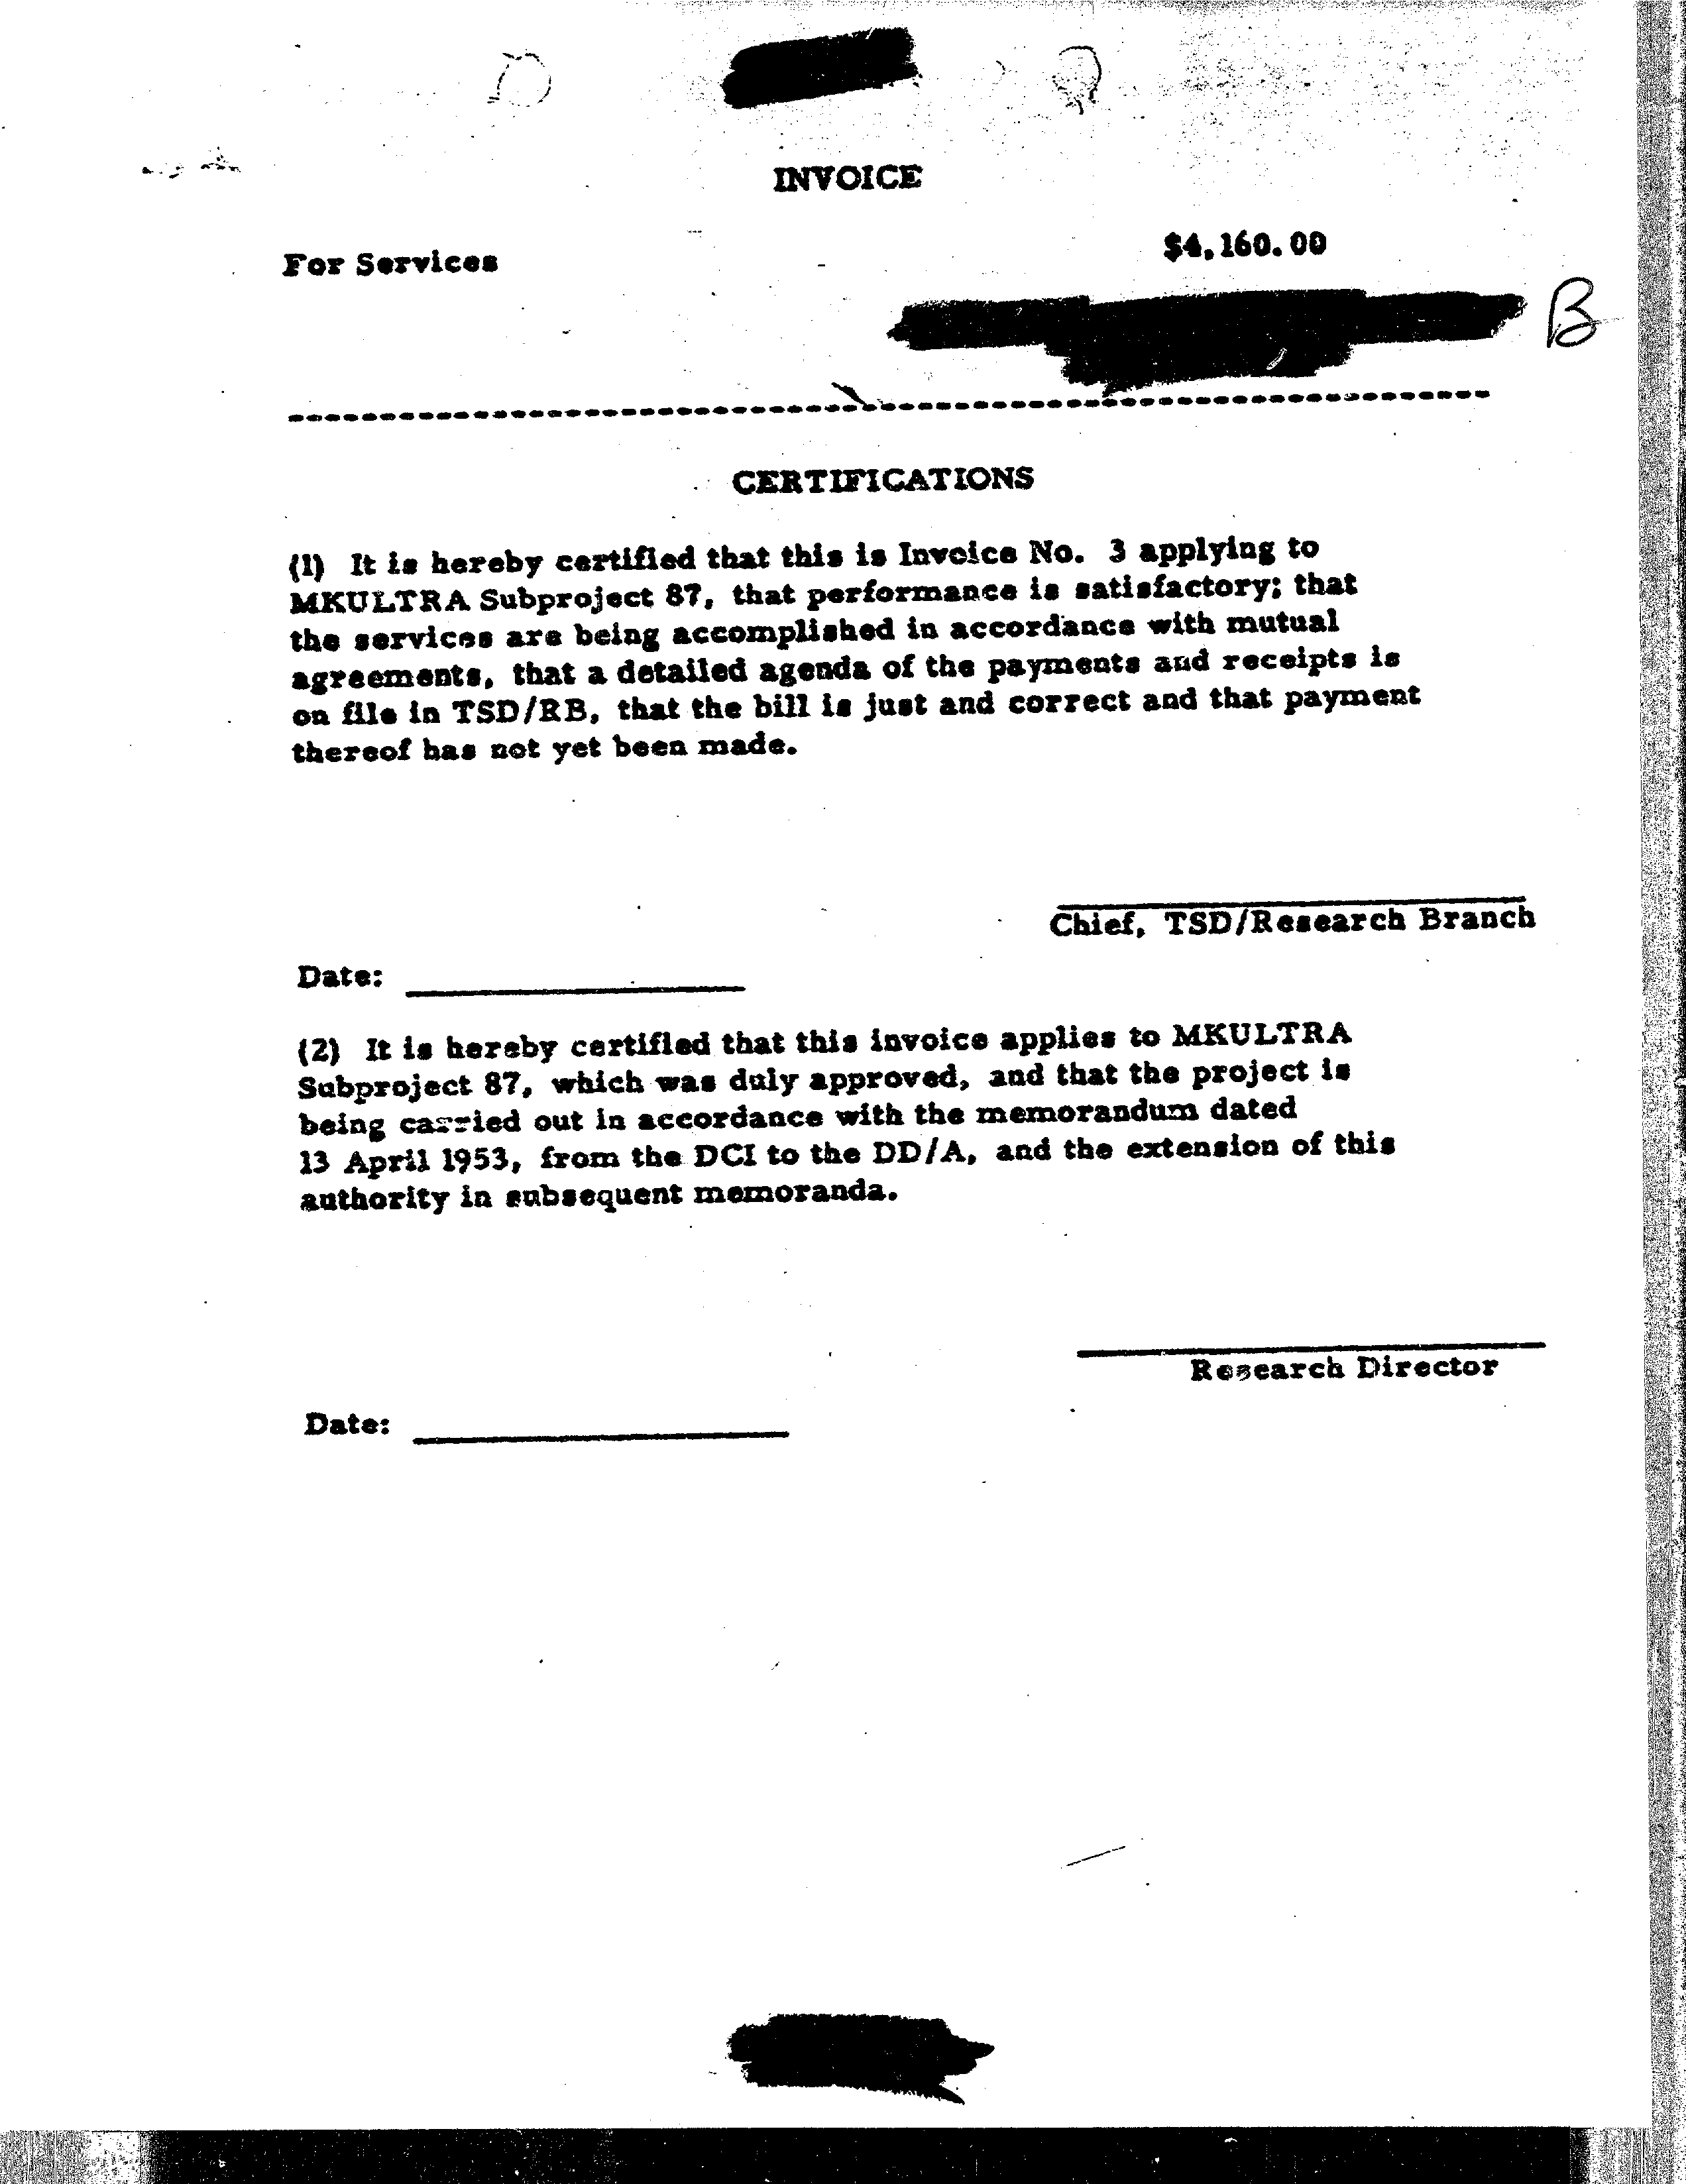 INVOICE
For Services
$4,160.00
B
CERTIFICATIONS
(1) It is hereby certified that this is Invoice No. 3 applying to
MKULTRA Subproject 87, that performance is satisfactory; that
the services are being accomplished in accordance with mutual
agreements, that a detailed agenda of the payments and receipts is
on file in TSD/RB, that the bill is just and correct and that payment
thereof has not yet been made.
Chief, TSD/Research Branch
Date:
(2) It is hereby certified that this invoice applies to MKULTRA
Subproject 87, which was duly approved, and that the project is
being carried out in accordance with the memorandum dated
13 April 1953, from the DCI to the DD/A, and the extension of this
authority in subsequent memoranda.
Research Director
Date: